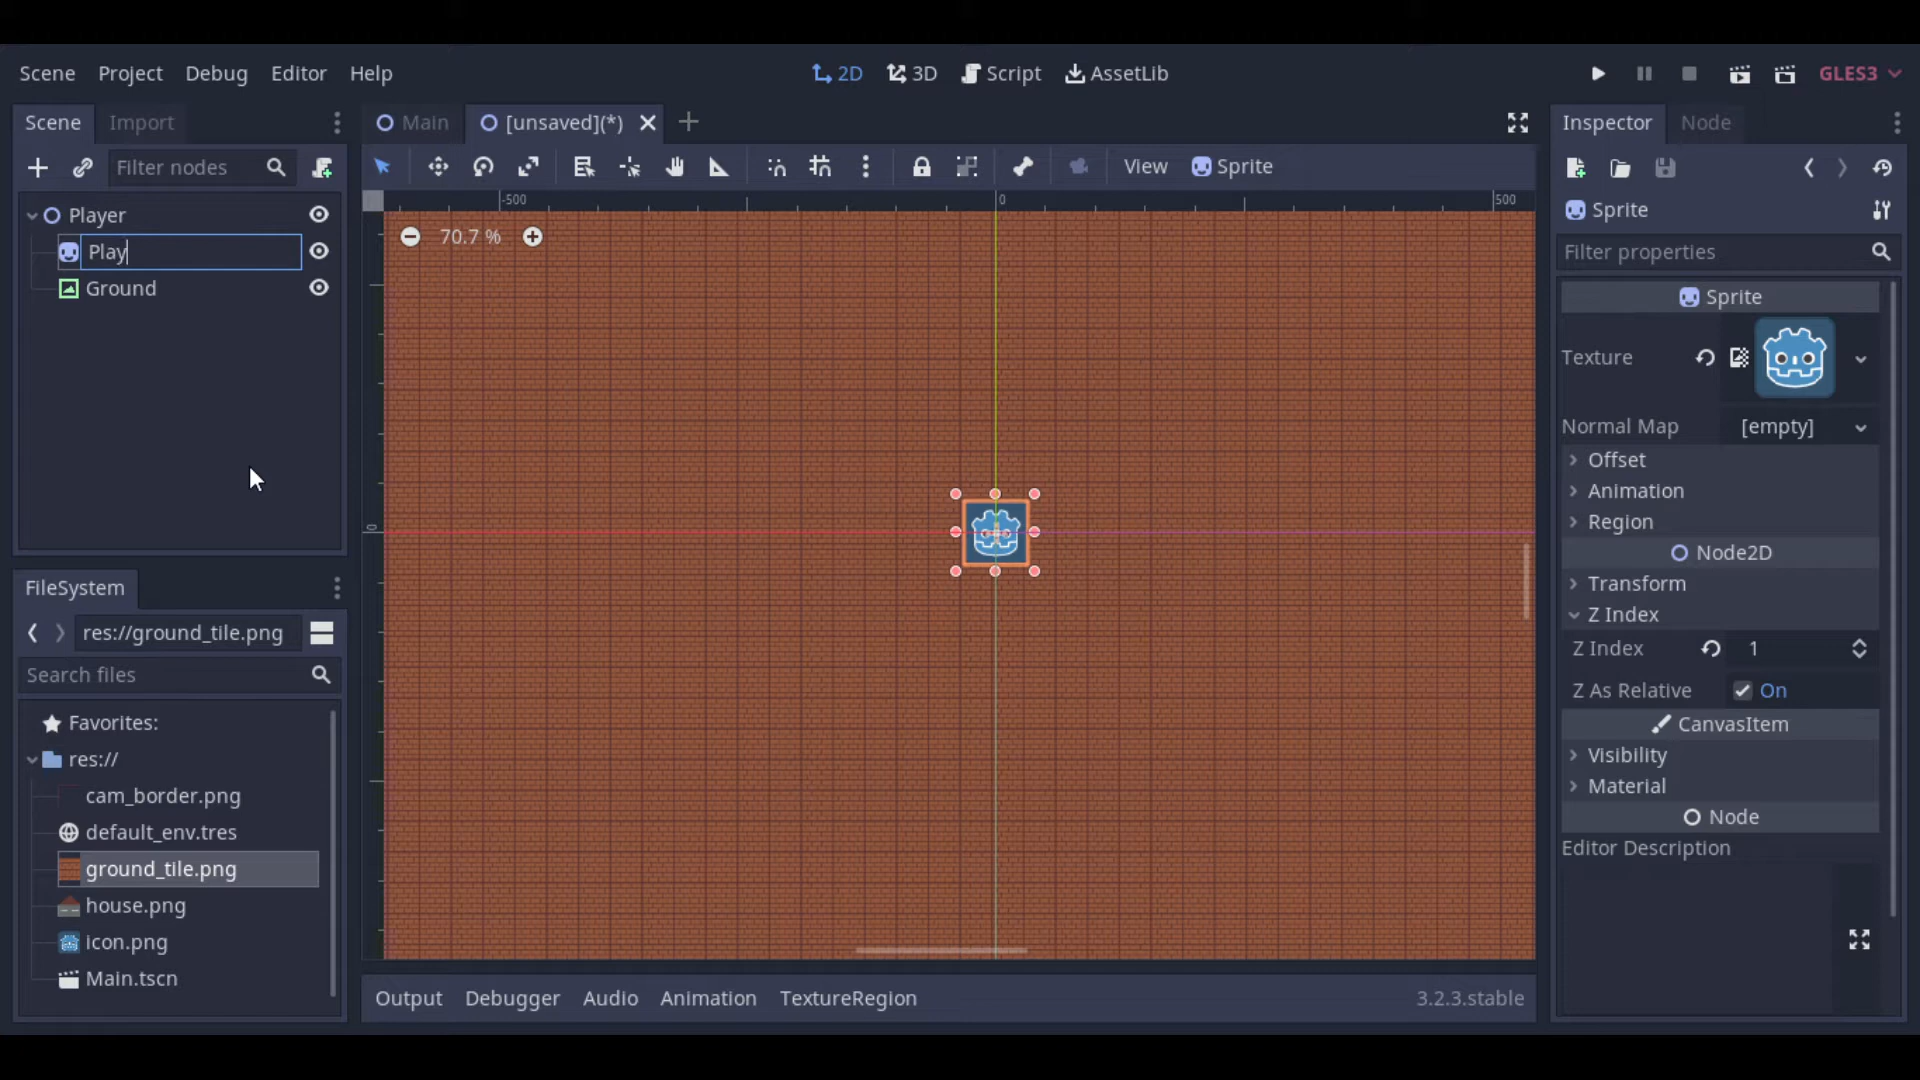 Scene Project Debug Editor Help 2D 3D Script AssetLib GLES3
Scene Import Main [unsaved](*) Inspector Node
Filter nodes View Sprite
-500 0 500
Player
Sprite
70.7 %
Play
Filter properties
Ground
Sprite
Texture
Normal Map [empty]
Offset
Animation
Region
0
Node2D
Transform
FileSystem
Z Index
res://ground_tile.png
Z Index 1
Search files
Z As Relative On
Favorites:
CanvasItem
res://
Visibility
cam_border.png
Material
default_env.tres
Node
ground_tile.png
Editor Description
house.png
icon.png
Main.tscn
Output Debugger Audio Animation TextureRegion 3.2.3.stable